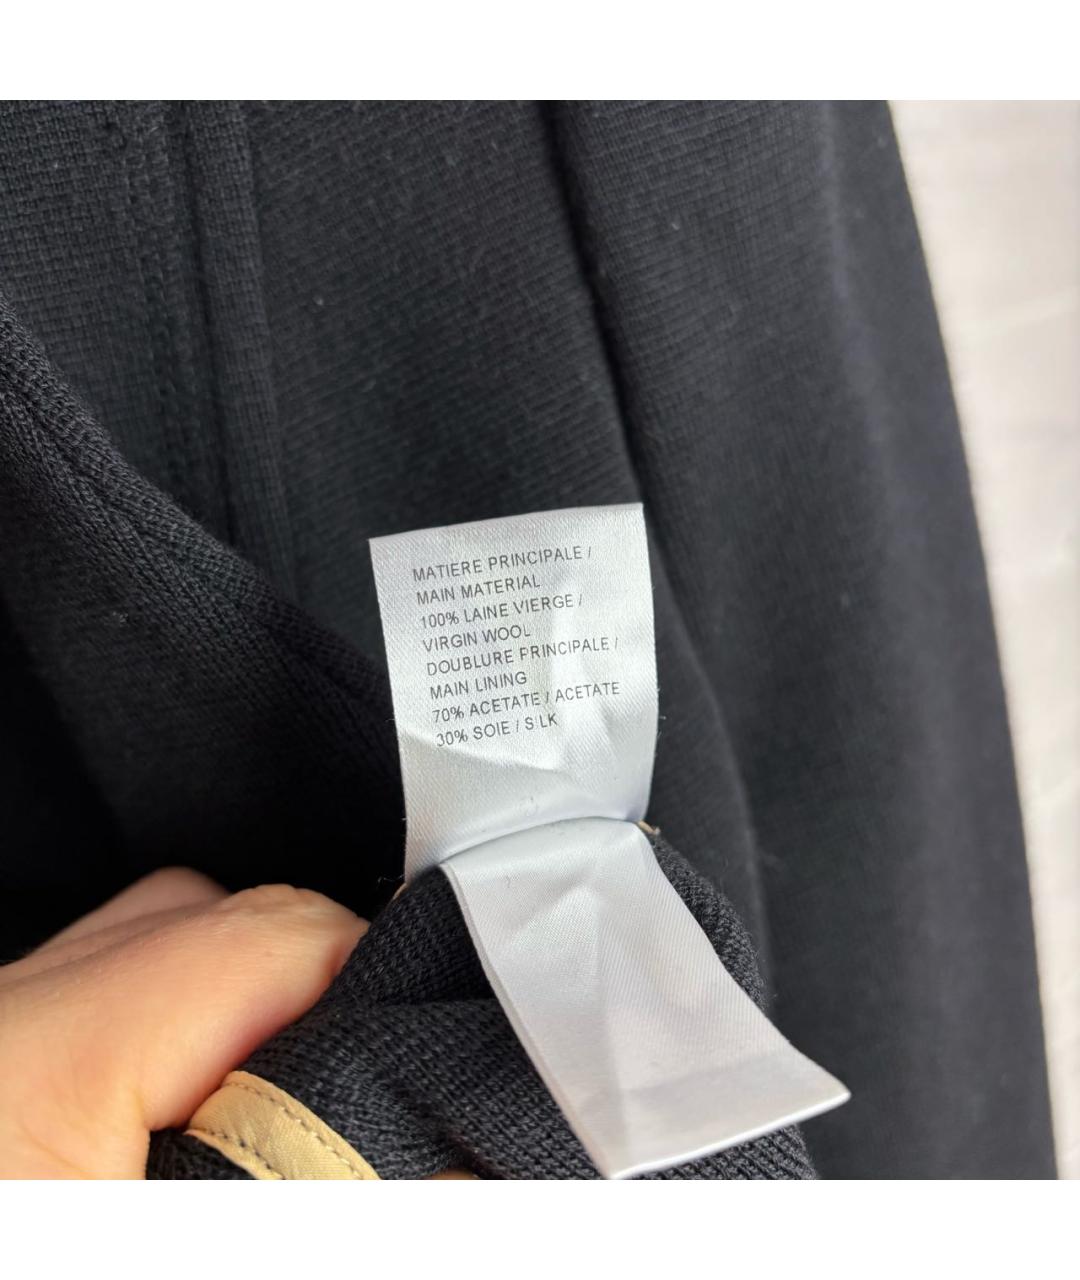 MATIERE PRINCIPALE /
MAIN MATERIAL
100% LAINE VIERGE /
VIRGIN WOOL
DOUBLURE PRINCIPALE /
MAIN LINING
70% ACETATE / ACETATE
30% SOIE / SILK